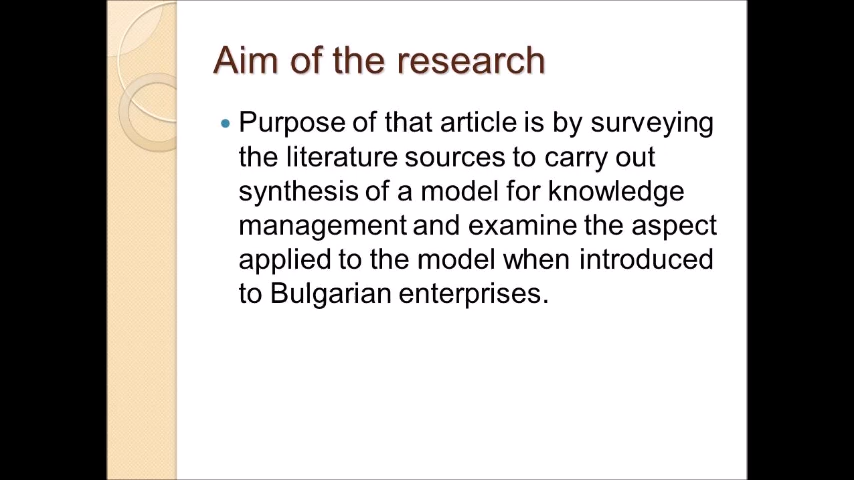 Aim of the research
• Purpose of that article is by surveying
the literature sources to carry out
synthesis of a model for knowledge
management and examine the aspect
applied to the model when introduced
to Bulgarian enterprises.